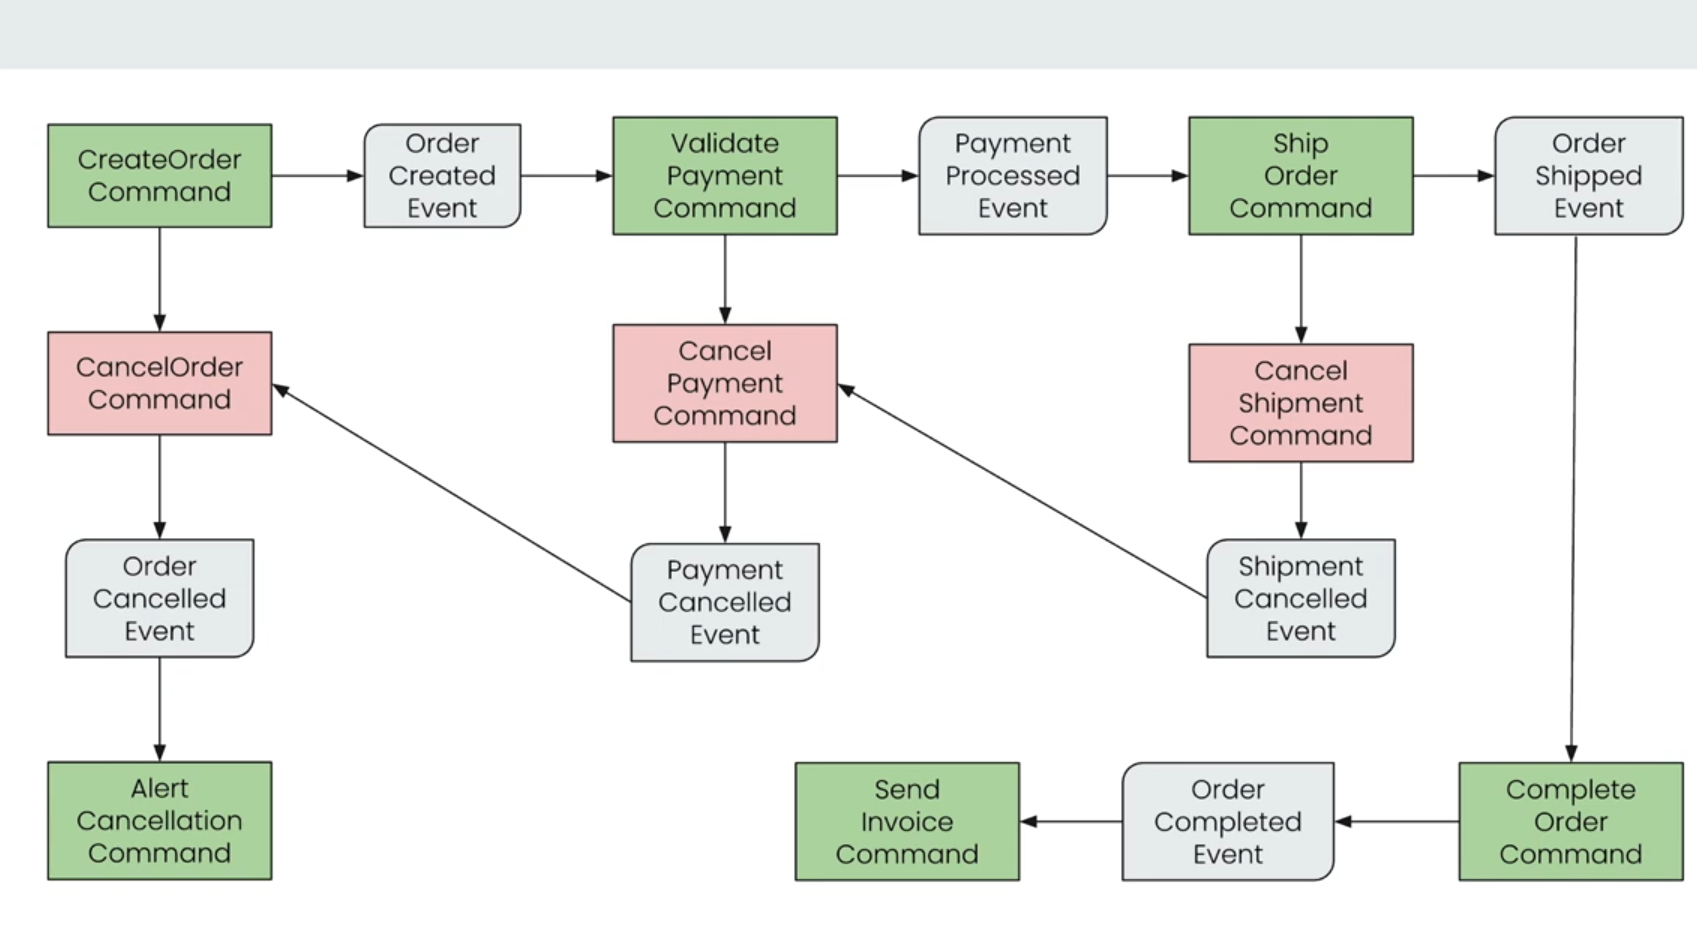 CreateOrder
Command
Order
Created
Event
Validate
Payment
Command
Payment
Processed
Event
Ship
Order
Command
Order
Shipped
Event
CancelOrder
Command
Cancel
Payment
Command
Cancel
Shipment
Command
Order
Cancelled
Event
Payment
Cancelled
Event
Shipment
Cancelled
Event
Alert
Cancellation
Command
Send
Invoice
Command
Order
Completed
Event
Complete
Order
Command